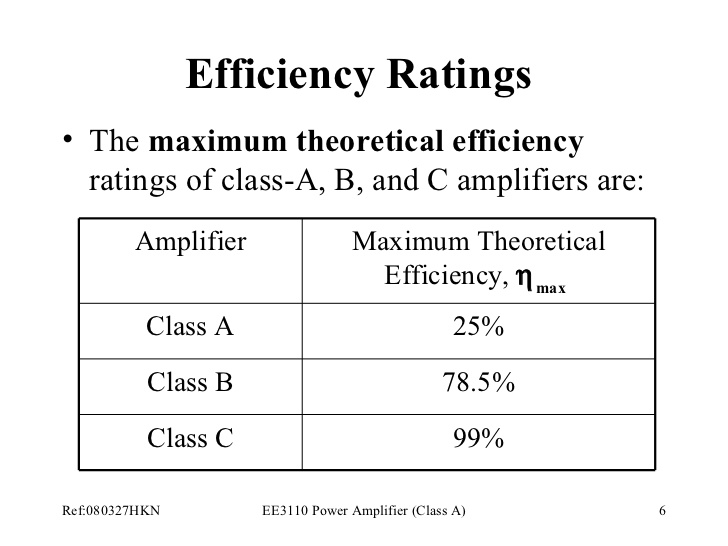 Efficiency Ratings
• The maximum theoretical efficiency
ratings of class-A, B, and C amplifiers are:
Amplifier
Maximum Theoretical
Efficiency, η max
Class A 25%
Class B 78.5%
Class C 99%
Ref:080327HKN EE3110 Power Amplifier (Class A) 6